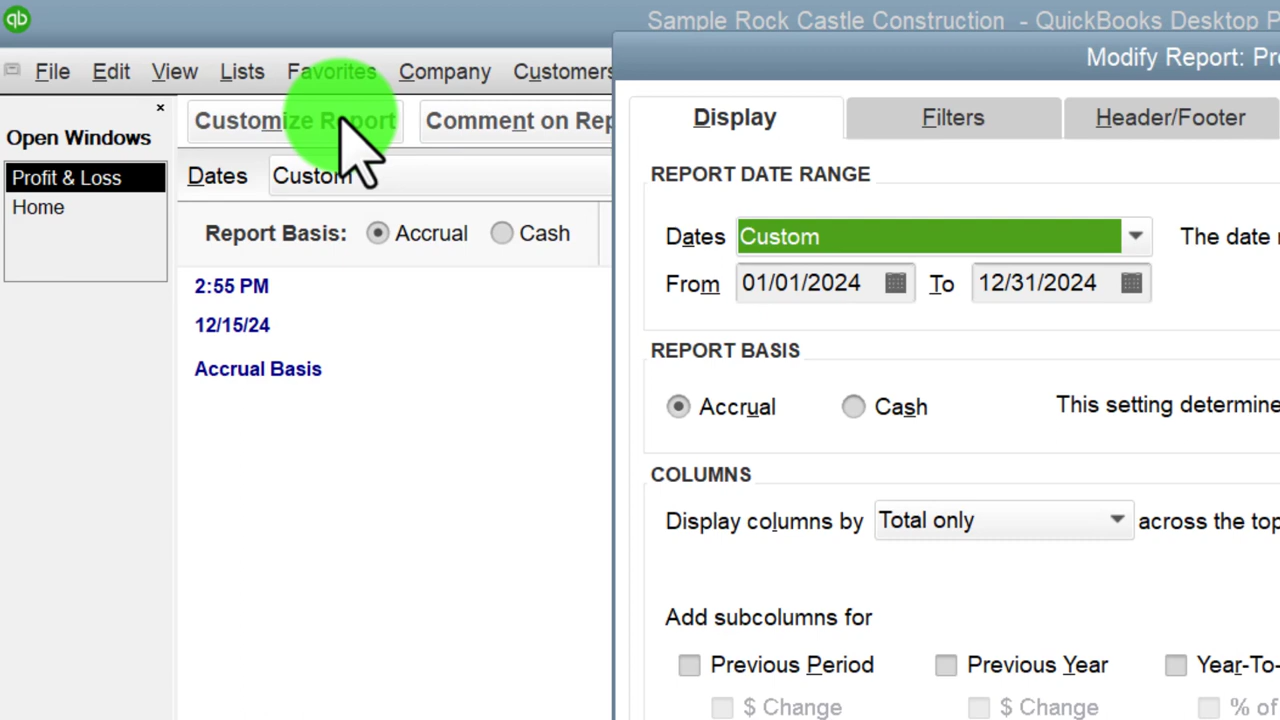 qb
Sample Rock Castle Construction - QuickBooks Desktop P
File Edit View Lists Favorites Company Customers
Modify Report: Pr
Customize Report Comment on Rep
Display Filters Header/Footer
Open Windows
Profit & Loss
Home
Dates Custom
Report Basis: Accrual Cash
2:55 PM
12/15/24
Accrual Basis
REPORT DATE RANGE
Dates Custom The date
From 01/01/2024 To 12/31/2024
REPORT BASIS
Accrual Cash This setting determine
COLUMNS
Display columns by Total only across the top
Add subcolumns for
Previous Period Previous Year Year-To-
$ Change $ Change % of